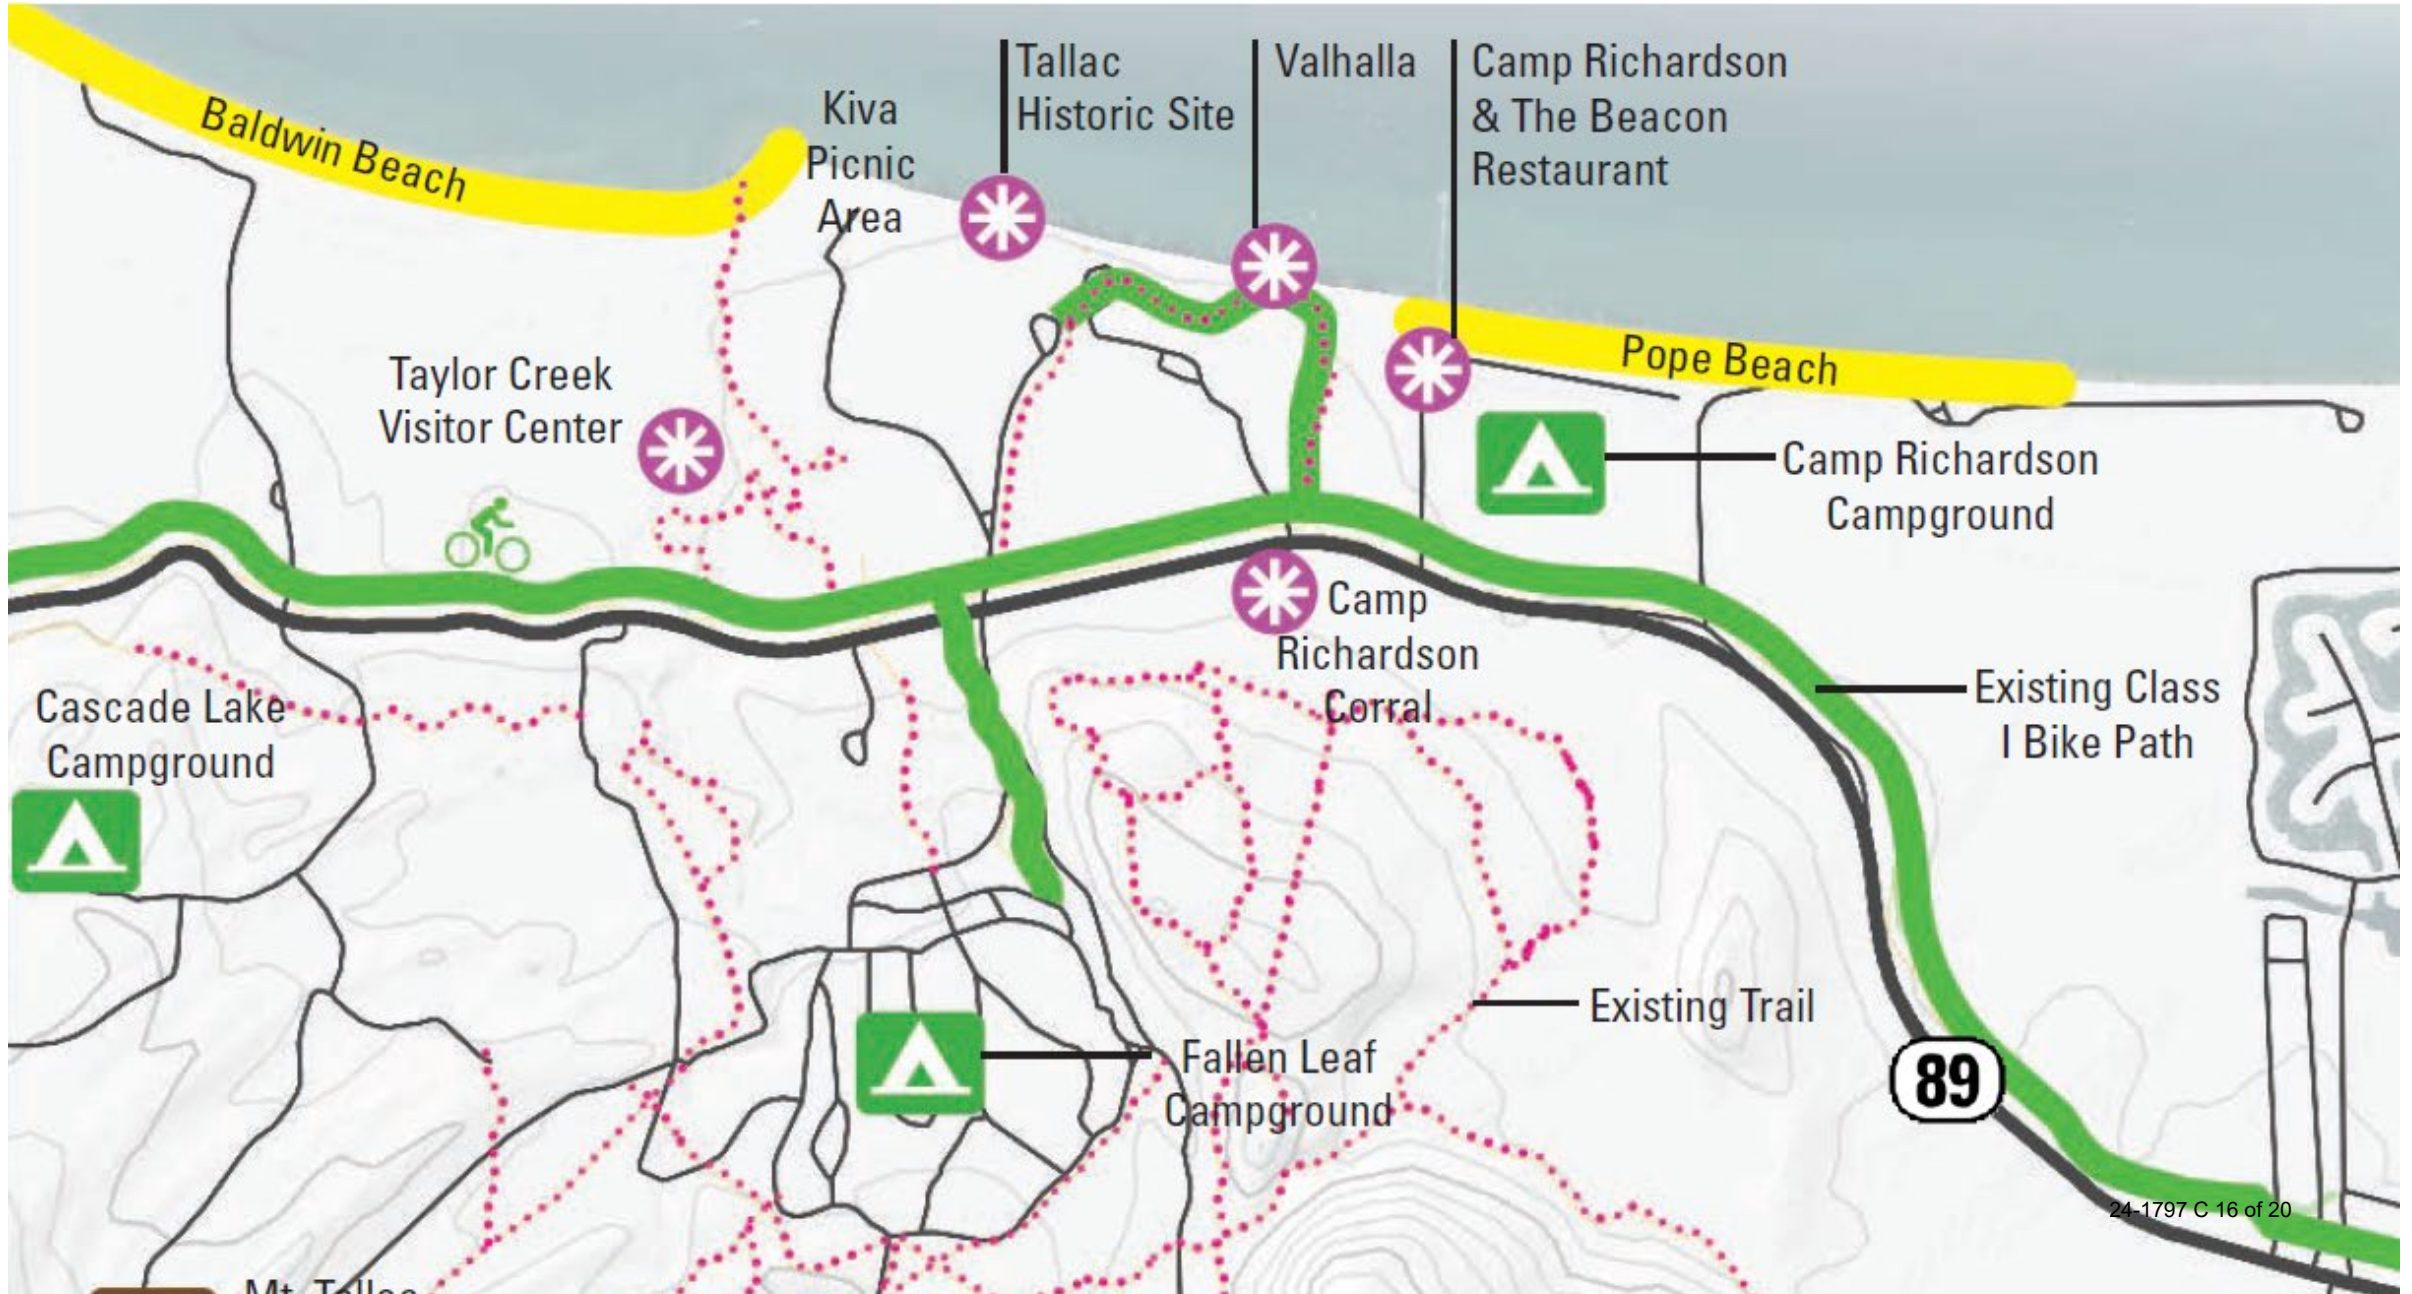 Tallac
Historic Site
Valhalla
Camp Richardson
& The Beacon
Restaurant
Kiva
Picnic
Area
Baldwin Beach
Pope Beach
Taylor Creek
Visitor Center
Camp Richardson
Campground
Camp
Richardson
Corral
Existing Class
I Bike Path
Cascade Lake
Campground
Existing Trail
Fallen Leaf
Campground
89
24-1797 C 16 of 20
Mt. Tallac